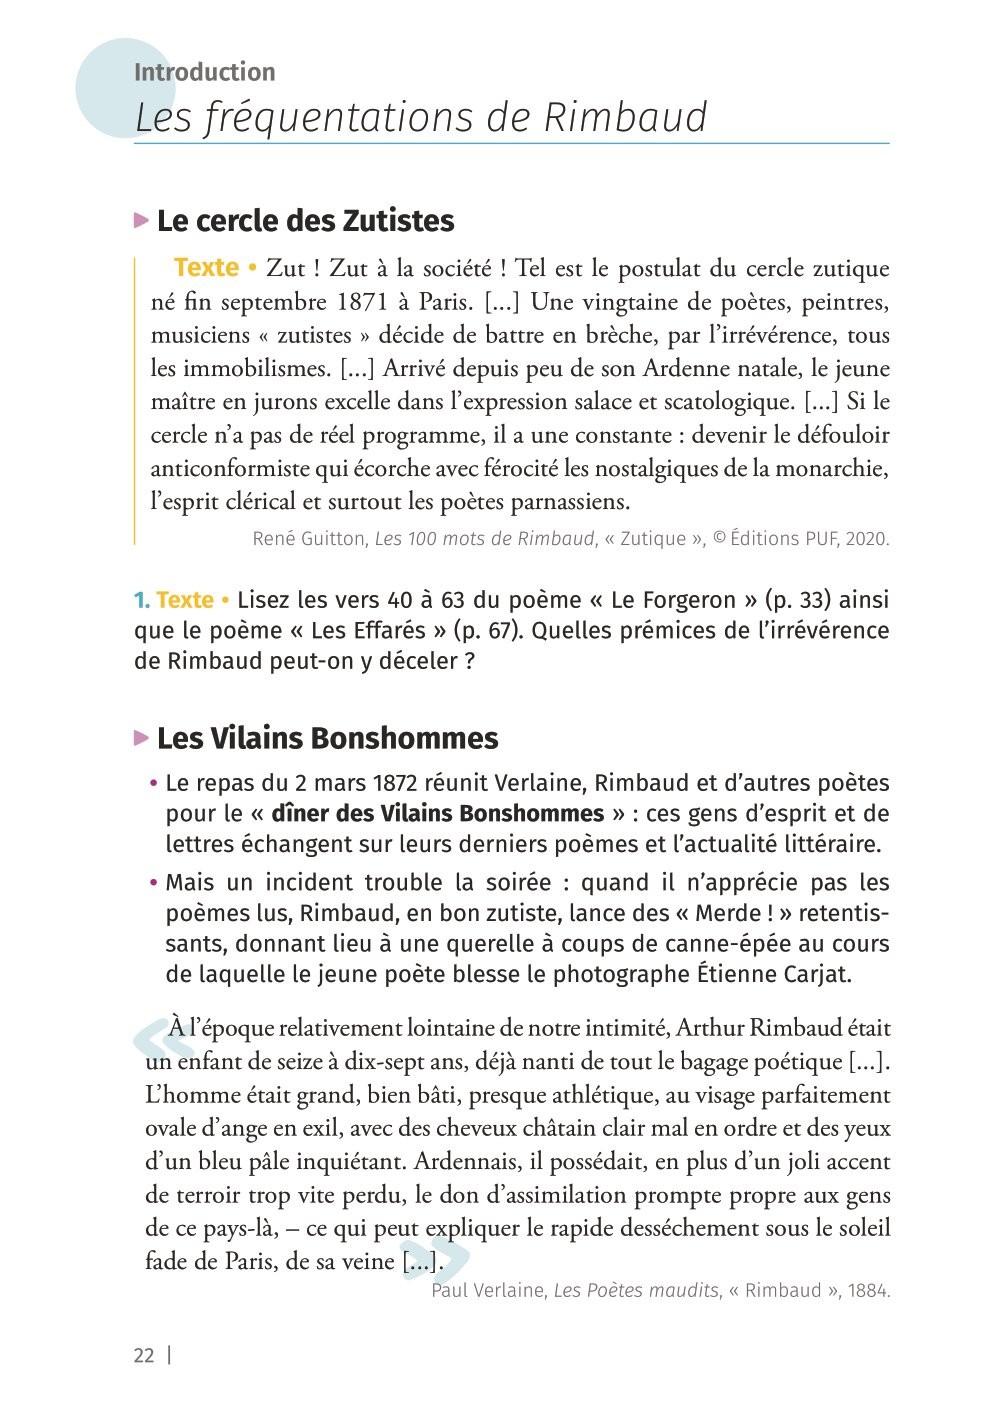 Introduction
Les fréquentations de Rimbaud
▶ Le cercle des Zutistes
Texte • Zut ! Zut à la société ! Tel est le postulat du cercle zutique
né fin septembre 1871 à Paris. [...] Une vingtaine de poètes, peintres,
musiciens « zutistes » décide de battre en brèche, par l’irrévérence, tous
les immobilismes. [...] Arrivé depuis peu de son Ardenne natale, le jeune
maître en jurons excelle dans l’expression salace et scatologique. [...] Si le
cercle n’a pas de réel programme, il a une constante : devenir le défouloir
anticonformiste qui écorche avec férocité les nostalgiques de la monarchie,
l’esprit clérical et surtout les poètes parnassiens.
René Guitton, Les 100 mots de Rimbaud, « Zutique », © Éditions PUF, 2020.
1. Texte • Lisez les vers 40 à 63 du poème « Le Forgeron » (p. 33) ainsi
que le poème « Les Effarés » (p. 67). Quelles prémices de l’irrévérence
de Rimbaud peut-on y déceler ?
▶ Les Vilains Bonshommes
• Le repas du 2 mars 1872 réunit Verlaine, Rimbaud et d’autres poètes
pour le « dîner des Vilains Bonshommes » : ces gens d’esprit et de
lettres échangent sur leurs derniers poèmes et l’actualité littéraire.
• Mais un incident trouble la soirée : quand il n’apprécie pas les
poèmes lus, Rimbaud, en bon zutiste, lance des « Merde ! » retentis-
sants, donnant lieu à une querelle à coups de canne-épée au cours
de laquelle le jeune poète blesse le photographe Étienne Carjat.
« À l’époque relativement lointaine de notre intimité, Arthur Rimbaud était
un enfant de seize à dix-sept ans, déjà nanti de tout le bagage poétique [...].
L’homme était grand, bien bâti, presque athlétique, au visage parfaitement
ovale d’ange en exil, avec des cheveux châtain clair mal en ordre et des yeux
d’un bleu pâle inquiétant. Ardennais, il possédait, en plus d’un joli accent
de terroir trop vite perdu, le don d’assimilation prompte propre aux gens
de ce pays-là, – ce qui peut expliquer le rapide desséchement sous le soleil
fade de Paris, de sa veine [...]. »
Paul Verlaine, Les Poètes maudits, « Rimbaud », 1884.
22 |